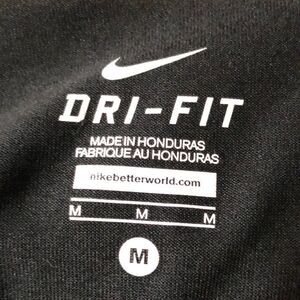 DRI-FIT
MADE IN HONDURAS
FABRIQUE AU HONDURAS
nikebetterworld.com
M M M
M